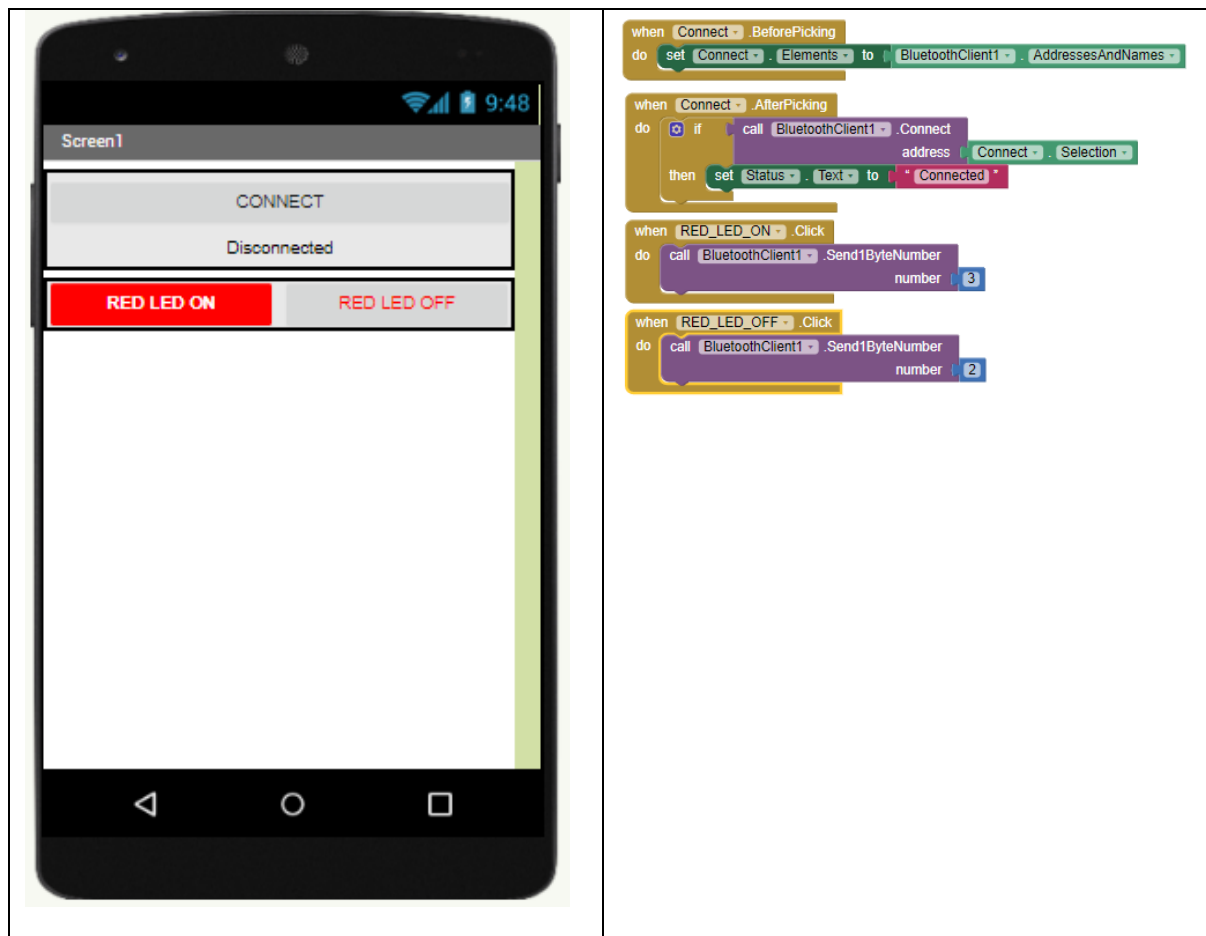 9:48
Screen1
CONNECT
Disconnected
RED LED ON RED LED OFF
when Connect .BeforePicking
do set Connect . Elements to BluetoothClient1 . AddressesAndNames
when Connect .AfterPicking
do if call BluetoothClient1 .Connect
address Connect . Selection
then set Status . Text to " Connected "
when RED_LED_ON .Click
do call BluetoothClient1 .Send1ByteNumber
number 3
when RED_LED_OFF .Click
do call BluetoothClient1 .Send1ByteNumber
number 2